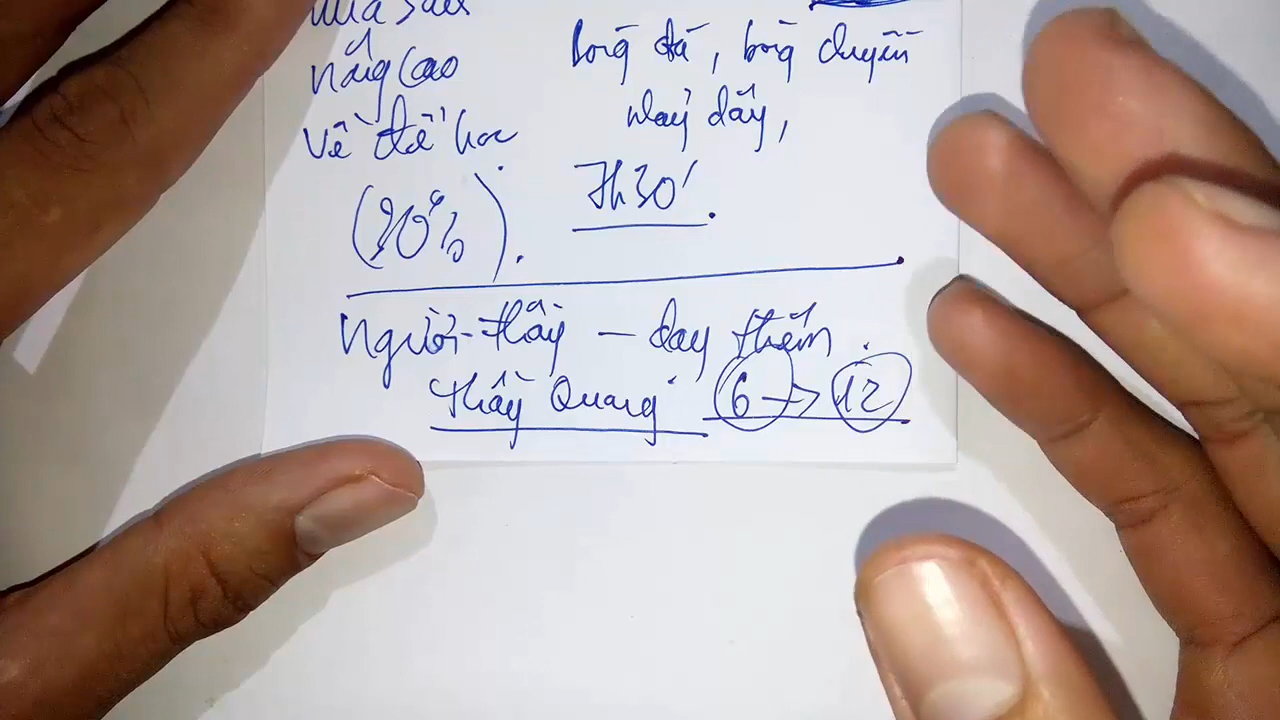 nâng cao
về để học
(90%).
bóng đá, bóng chuyền
nhảy dây,
7h30'.
Người thầy – dạy thêm.
thầy Quang 6 → 12